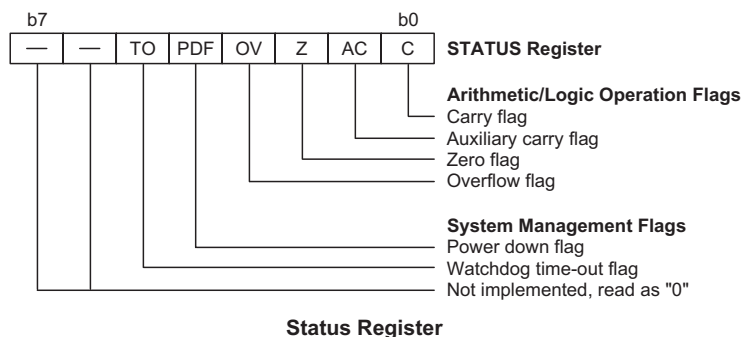 b7 b0
— — TO PDF OV Z AC C STATUS Register
Arithmetic/Logic Operation Flags
Carry flag
Auxiliary carry flag
Zero flag
Overflow flag
System Management Flags
Power down flag
Watchdog time-out flag
Not implemented, read as "0"
Status Register